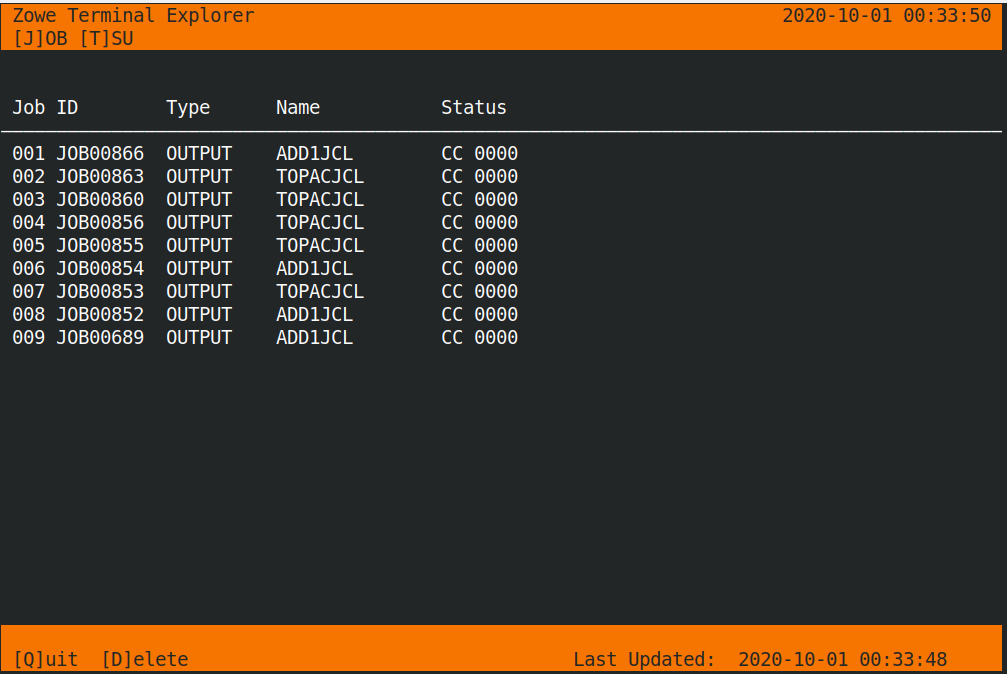 Zowe Terminal Explorer 2020-10-01 00:33:50
[J]OB [T]SU
Job ID Type Name Status
001 JOB00866 OUTPUT ADD1JCL CC 0000
002 JOB00863 OUTPUT TOPACJCL CC 0000
003 JOB00860 OUTPUT TOPACJCL CC 0000
004 JOB00856 OUTPUT TOPACJCL CC 0000
005 JOB00855 OUTPUT TOPACJCL CC 0000
006 JOB00854 OUTPUT ADD1JCL CC 0000
007 JOB00853 OUTPUT TOPACJCL CC 0000
008 JOB00852 OUTPUT ADD1JCL CC 0000
009 JOB00689 OUTPUT ADD1JCL CC 0000
[Q]uit [D]elete Last Updated: 2020-10-01 00:33:48